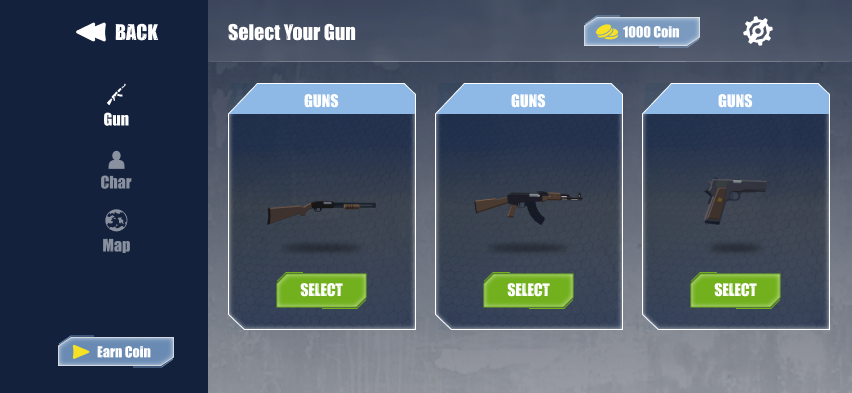 BACK
Select Your Gun
1000 Coin
Gun
Char
Map
Earn Coin
GUNS
SELECT
GUNS
SELECT
GUNS
SELECT